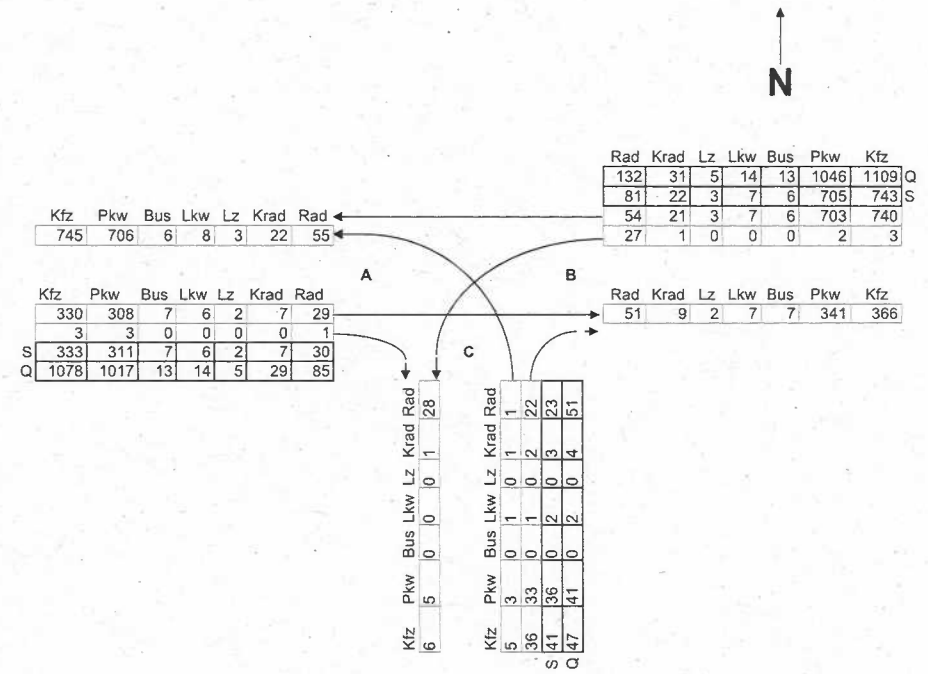 N
Rad Krad Lz Lkw Bus Pkw Kfz
132 31 5 14 13 1046 1109 Q
81 22 3 7 6 705 743 S
54 21 3 7 6 703 740
27 1 0 0 0 2 3
Kfz Pkw Bus Lkw Lz Krad Rad
745 706 6 8 3 22 55
A
B
Kfz Pkw Bus Lkw Lz Krad Rad
330 308 7 6 2 7 29
3 3 0 0 0 0 1
S 333 311 7 6 2 7 30
Q 1078 1017 13 14 5 29 85
Rad Krad Lz Lkw Bus Pkw Kfz
51 9 2 7 7 341 366
C
Kfz Pkw Bus Lkw Lz Krad Rad
6 5 0 0 0 1 28
Kfz Pkw Bus Lkw Lz Krad Rad
5 3 0 1 0 1 1
36 33 0 1 0 2 22
S 41 36 0 2 0 3 23
Q 47 41 0 2 0 4 51